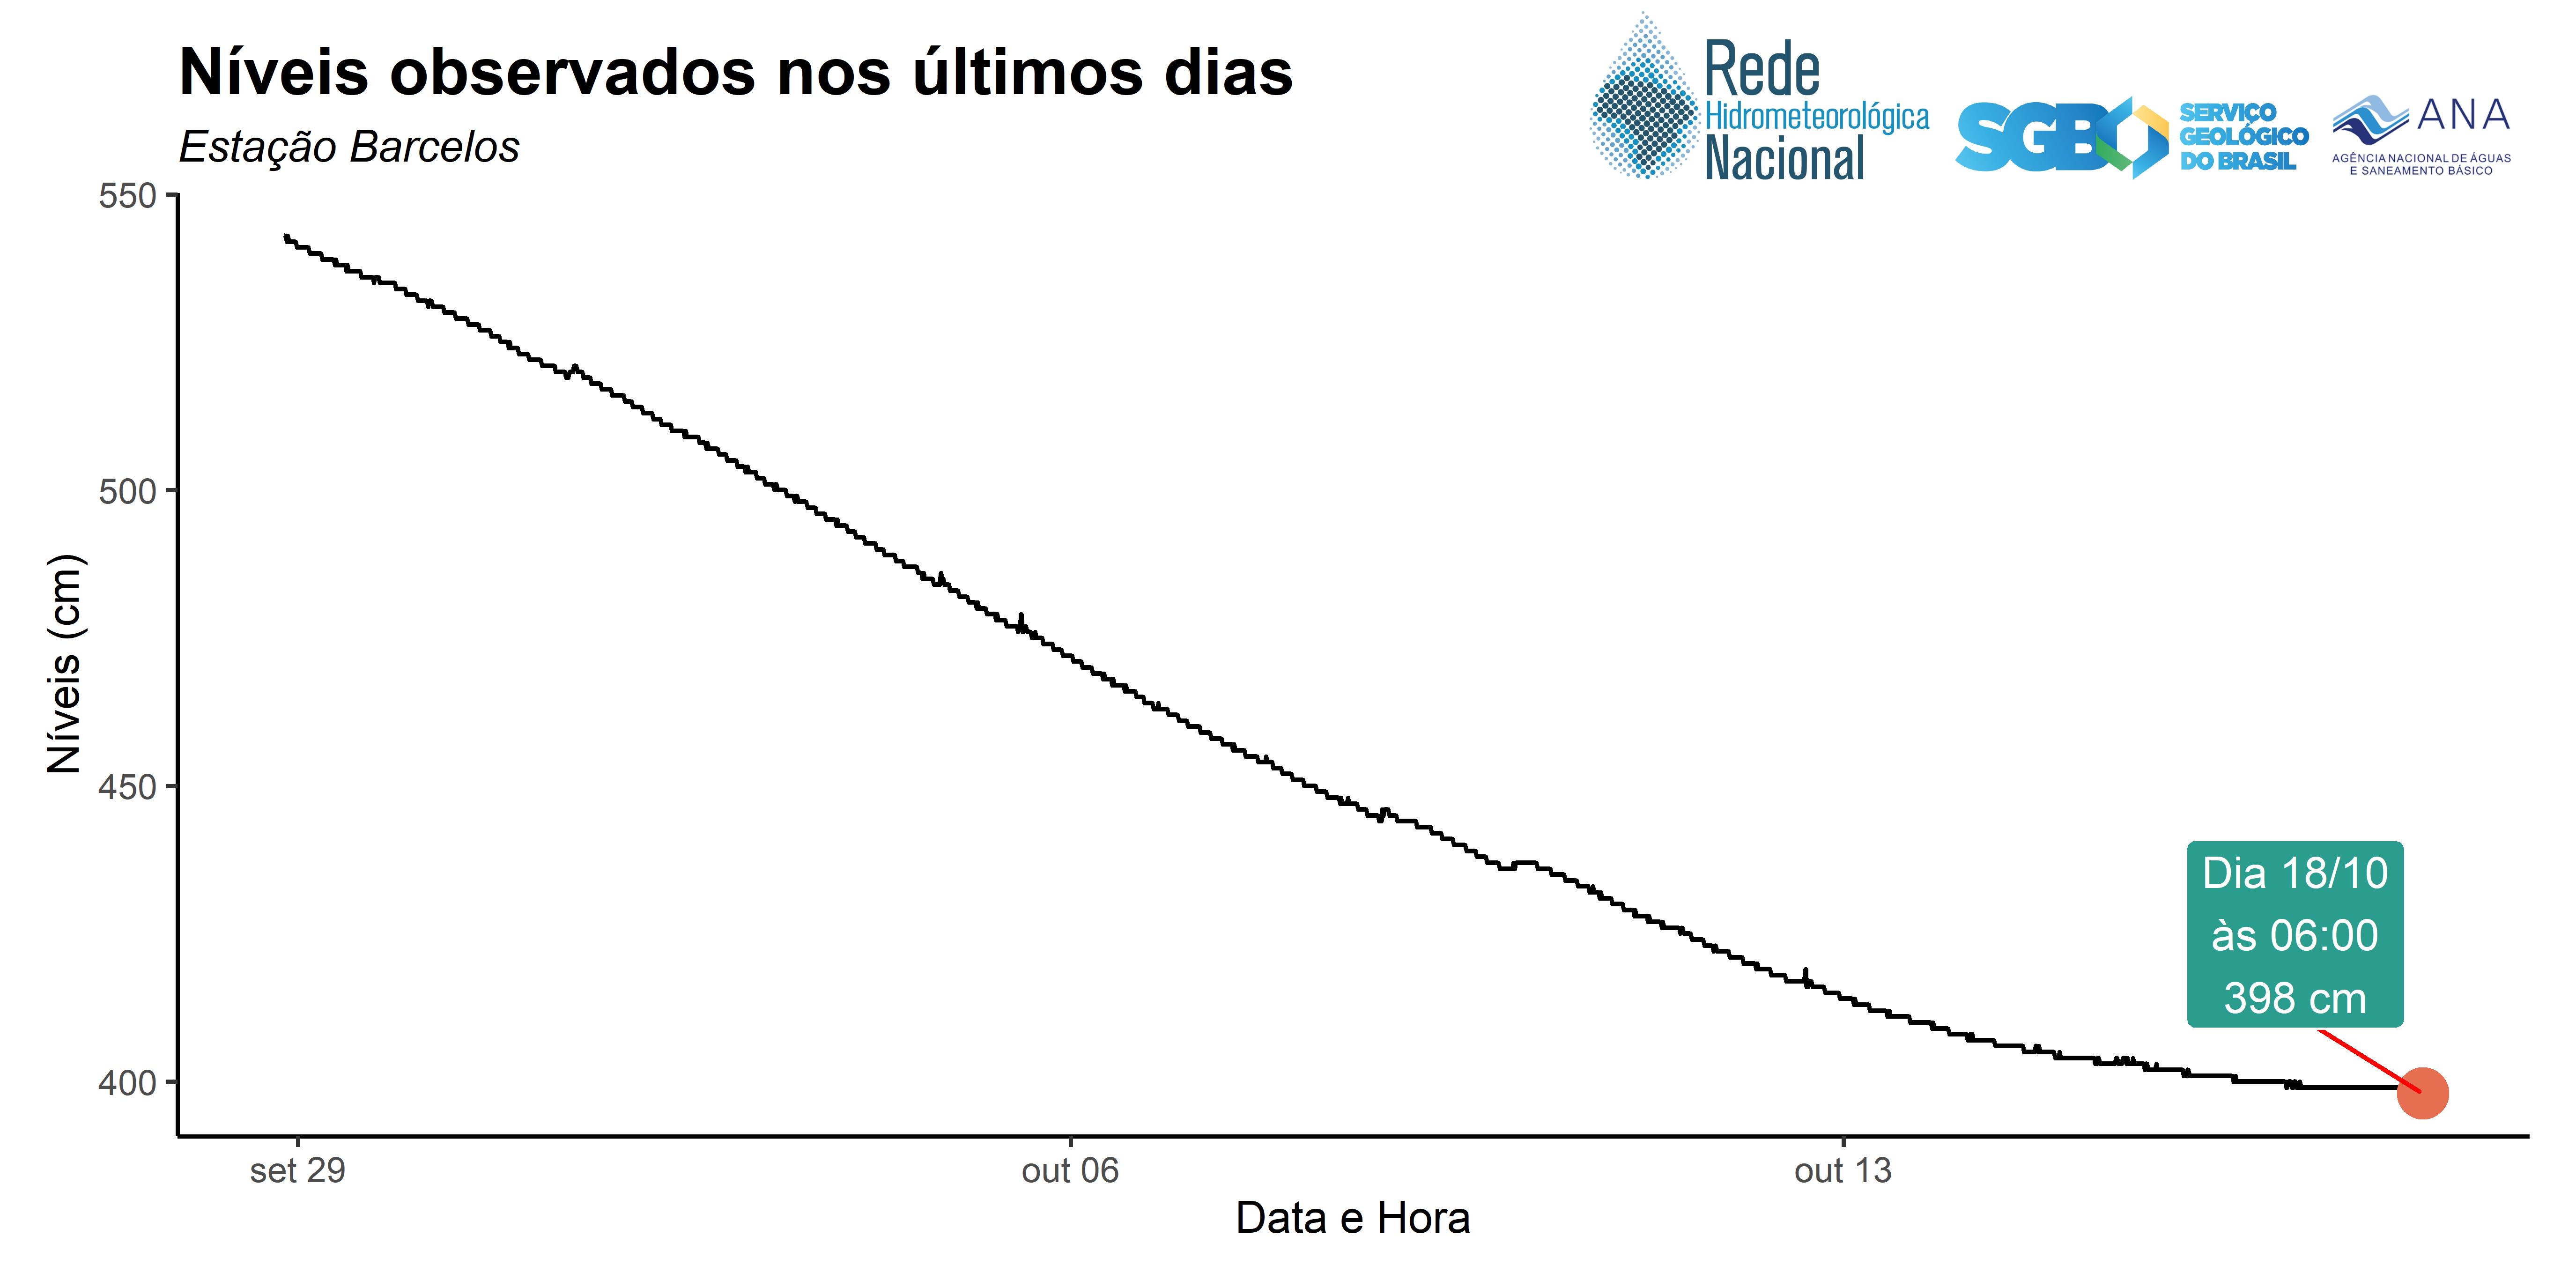 Níveis observados nos últimos dias
Estação Barcelos
Rede
Hidrometeorológica
Nacional
SGB
SERVIÇO
GEOLÓGICO
DO BRASIL
ANA
AGÊNCIA NACIONAL DE ÁGUAS
E SANEAMENTO BÁSICO
Níveis (cm)
550
500
450
400
Dia 18/10
às 06:00
398 cm
set 29
out 06
out 13
Data e Hora